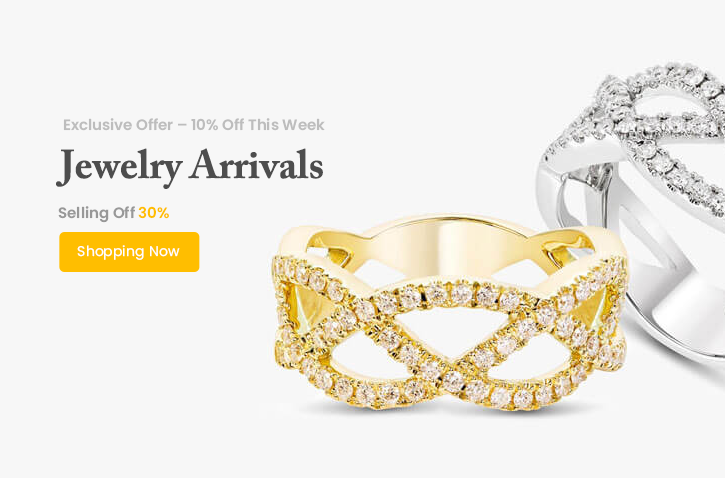 Exclusive Offer – 10% Off This Week
Jewelry Arrivals
Selling Off 30%
Shopping Now